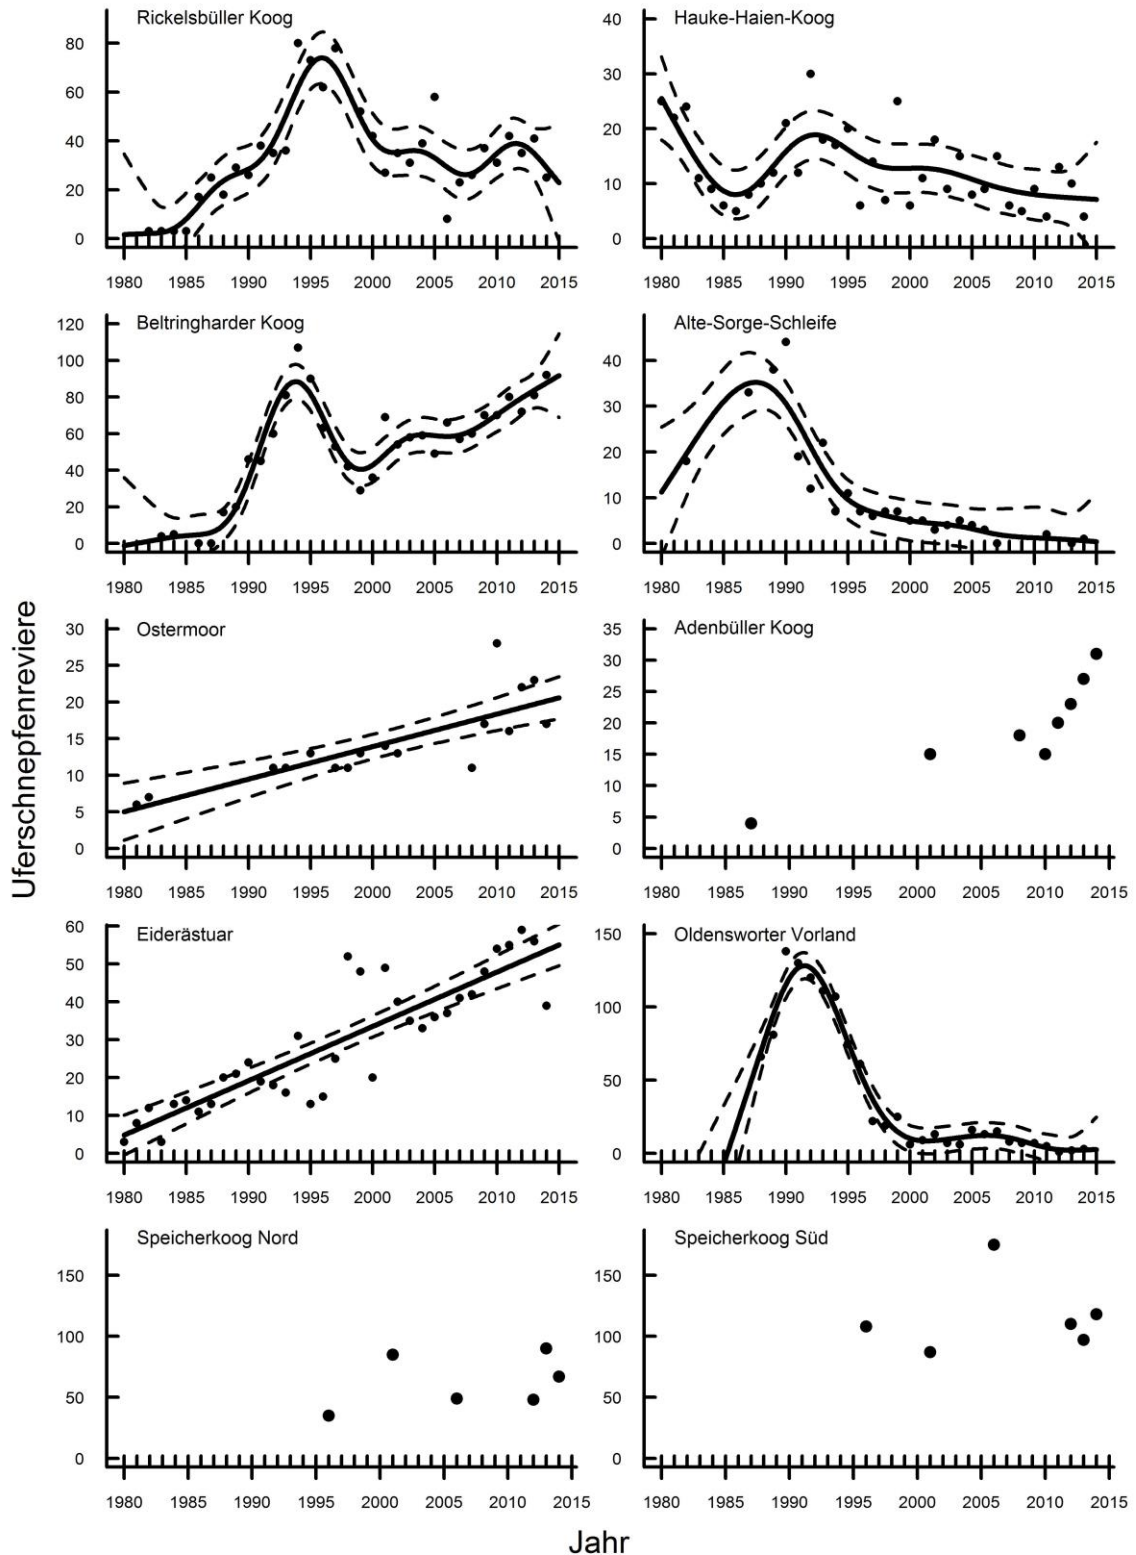 Rickelsbüller Koog
80
60
40
20
0
1980 1985 1990 1995 2000 2005 2010 2015
Hauke-Haien-Koog
40
30
20
10
0
1980 1985 1990 1995 2000 2005 2010 2015
Beltringharder Koog
120
100
80
60
40
20
0
1980 1985 1990 1995 2000 2005 2010 2015
Alte-Sorge-Schleife
40
30
20
10
0
1980 1985 1990 1995 2000 2005 2010 2015
Uferschnepfenreviere
Ostermoor
30
25
20
15
10
5
0
1980 1985 1990 1995 2000 2005 2010 2015
Adenbüller Koog
35
30
25
20
15
10
5
0
1980 1985 1990 1995 2000 2005 2010 2015
Eiderästuar
60
50
40
30
20
10
0
1980 1985 1990 1995 2000 2005 2010 2015
Oldensworter Vorland
150
100
50
0
1980 1985 1990 1995 2000 2005 2010 2015
Speicherkoog Nord
150
100
50
0
1980 1985 1990 1995 2000 2005 2010 2015
Speicherkoog Süd
150
100
50
0
1980 1985 1990 1995 2000 2005 2010 2015
Jahr